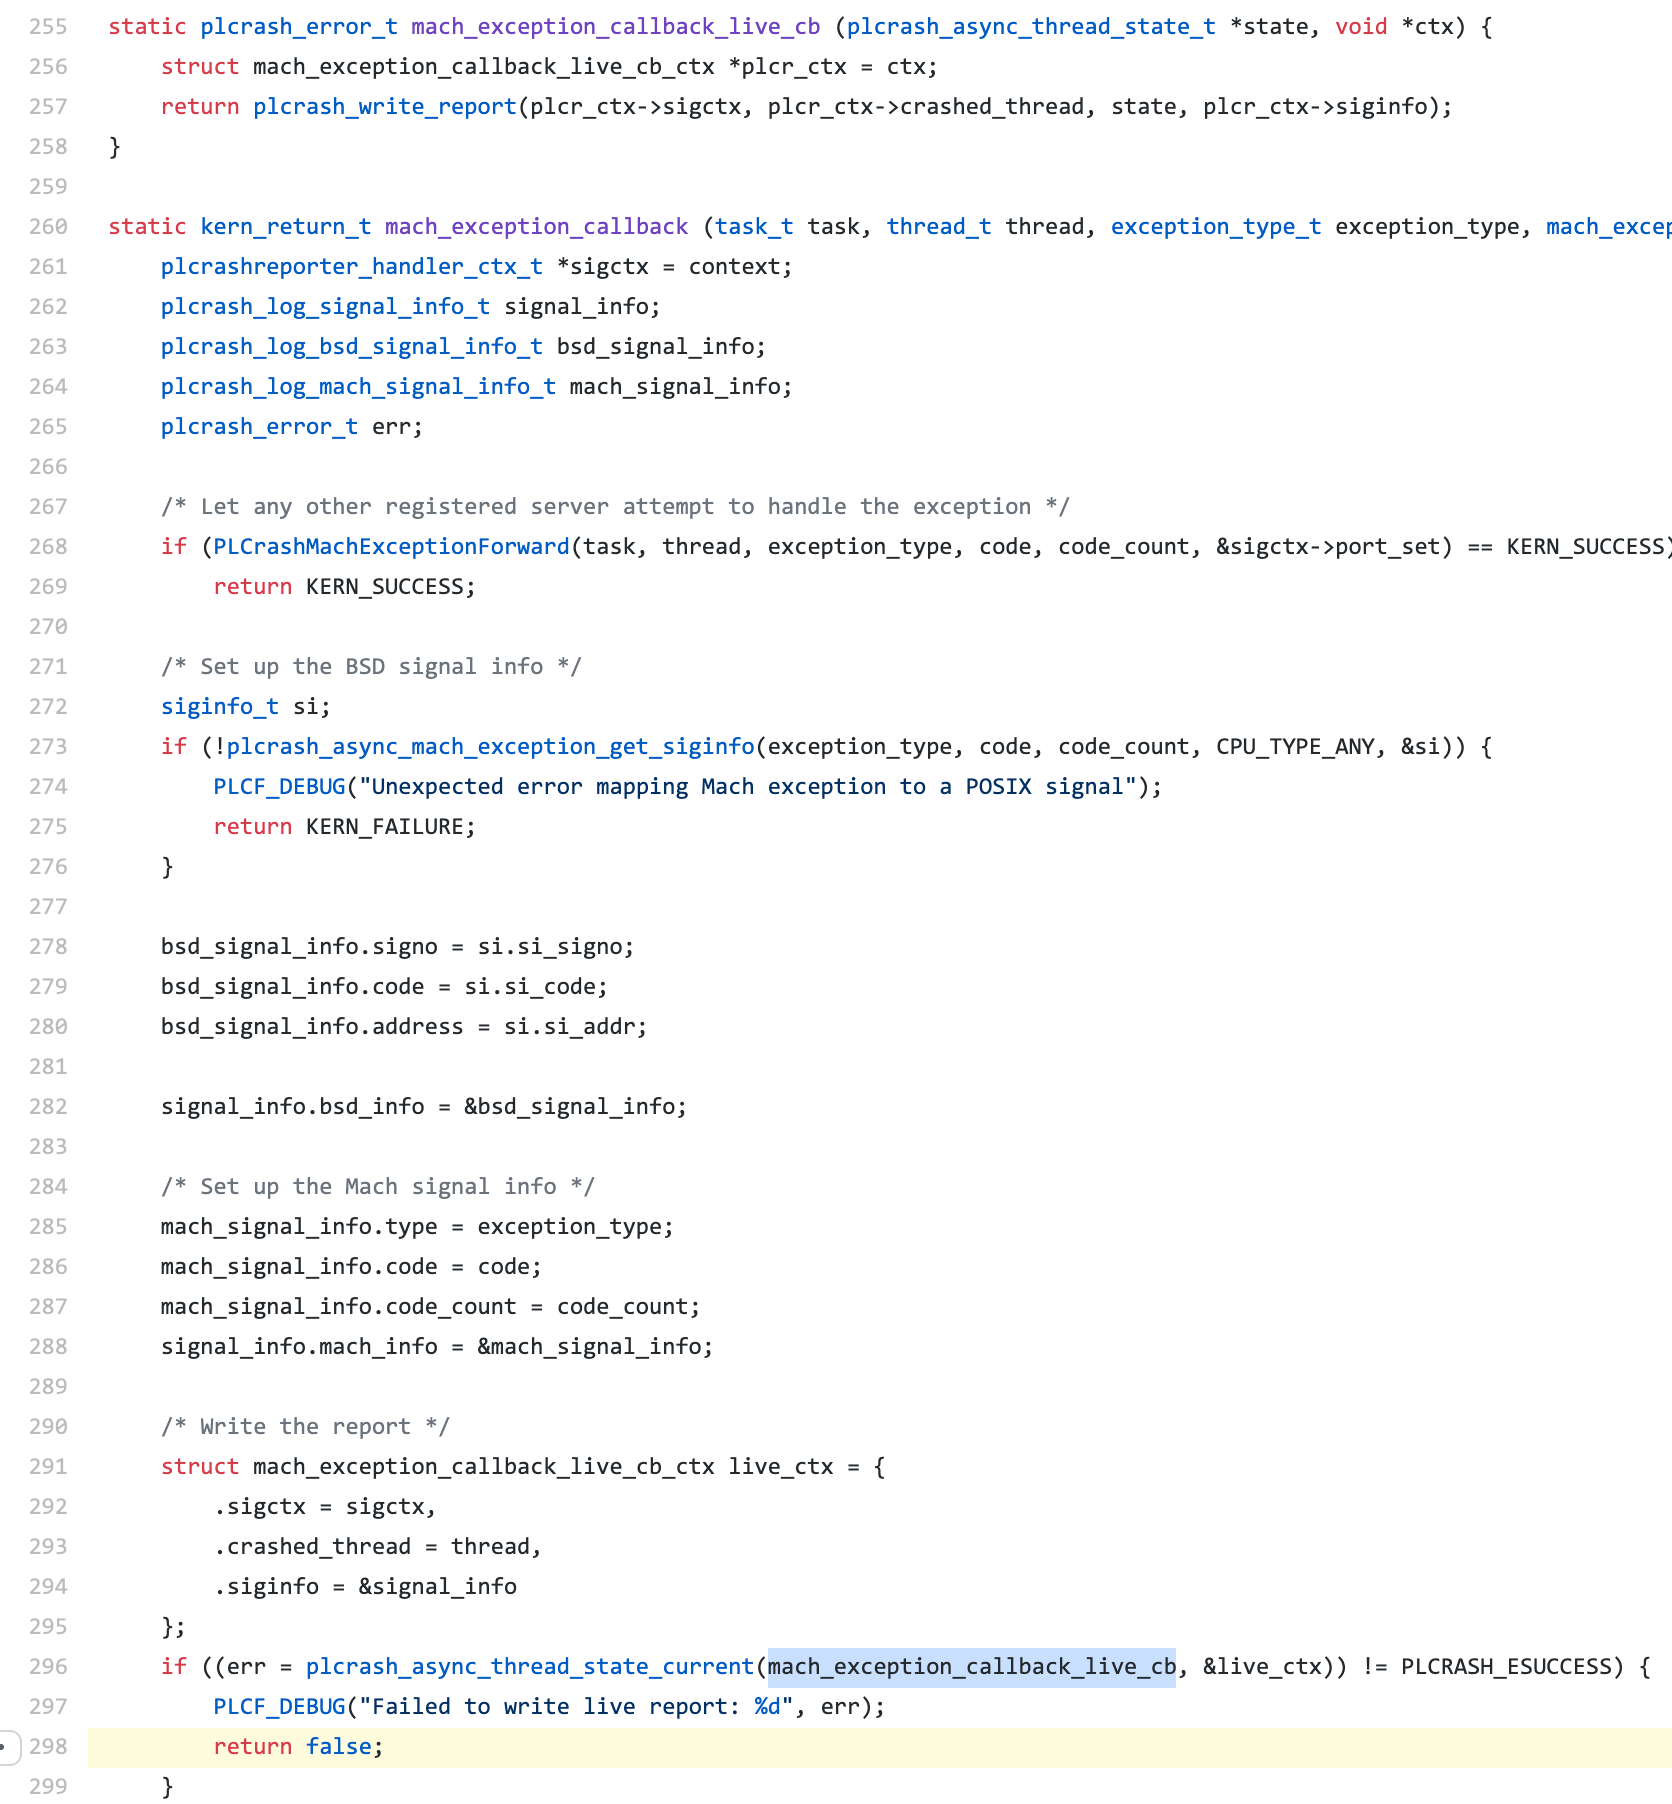 255 static plcrash_error_t mach_exception_callback_live_cb (plcrash_async_thread_state_t *state, void *ctx) {
256 struct mach_exception_callback_live_cb_ctx *plcr_ctx = ctx;
257 return plcrash_write_report(plcr_ctx->sigctx, plcr_ctx->crashed_thread, state, plcr_ctx->siginfo);
258 }
259
260 static kern_return_t mach_exception_callback (task_t task, thread_t thread, exception_type_t exception_type, mach_excep
261 plcrashreporter_handler_ctx_t *sigctx = context;
262 plcrash_log_signal_info_t signal_info;
263 plcrash_log_bsd_signal_info_t bsd_signal_info;
264 plcrash_log_mach_signal_info_t mach_signal_info;
265 plcrash_error_t err;
266
267 /* Let any other registered server attempt to handle the exception */
268 if (PLCrashMachExceptionForward(task, thread, exception_type, code, code_count, &sigctx->port_set) == KERN_SUCCESS)
269 return KERN_SUCCESS;
270
271 /* Set up the BSD signal info */
272 siginfo_t si;
273 if (!plcrash_async_mach_exception_get_siginfo(exception_type, code, code_count, CPU_TYPE_ANY, &si)) {
274 PLCF_DEBUG("Unexpected error mapping Mach exception to a POSIX signal");
275 return KERN_FAILURE;
276 }
277
278 bsd_signal_info.signo = si.si_signo;
279 bsd_signal_info.code = si.si_code;
280 bsd_signal_info.address = si.si_addr;
281
282 signal_info.bsd_info = &bsd_signal_info;
283
284 /* Set up the Mach signal info */
285 mach_signal_info.type = exception_type;
286 mach_signal_info.code = code;
287 mach_signal_info.code_count = code_count;
288 signal_info.mach_info = &mach_signal_info;
289
290 /* Write the report */
291 struct mach_exception_callback_live_cb_ctx live_ctx = {
292 .sigctx = sigctx,
293 .crashed_thread = thread,
294 .siginfo = &signal_info
295 };
296 if ((err = plcrash_async_thread_state_current(mach_exception_callback_live_cb, &live_ctx)) != PLCRASH_ESUCCESS) {
297 PLCF_DEBUG("Failed to write live report: %d", err);
298 return false;
299 }